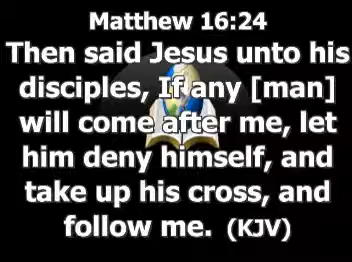 Matthew 16:24
Then said Jesus unto his
disciples, If any [man]
will come after me, let
him deny himself, and
take up his cross, and
follow me. (KJV)